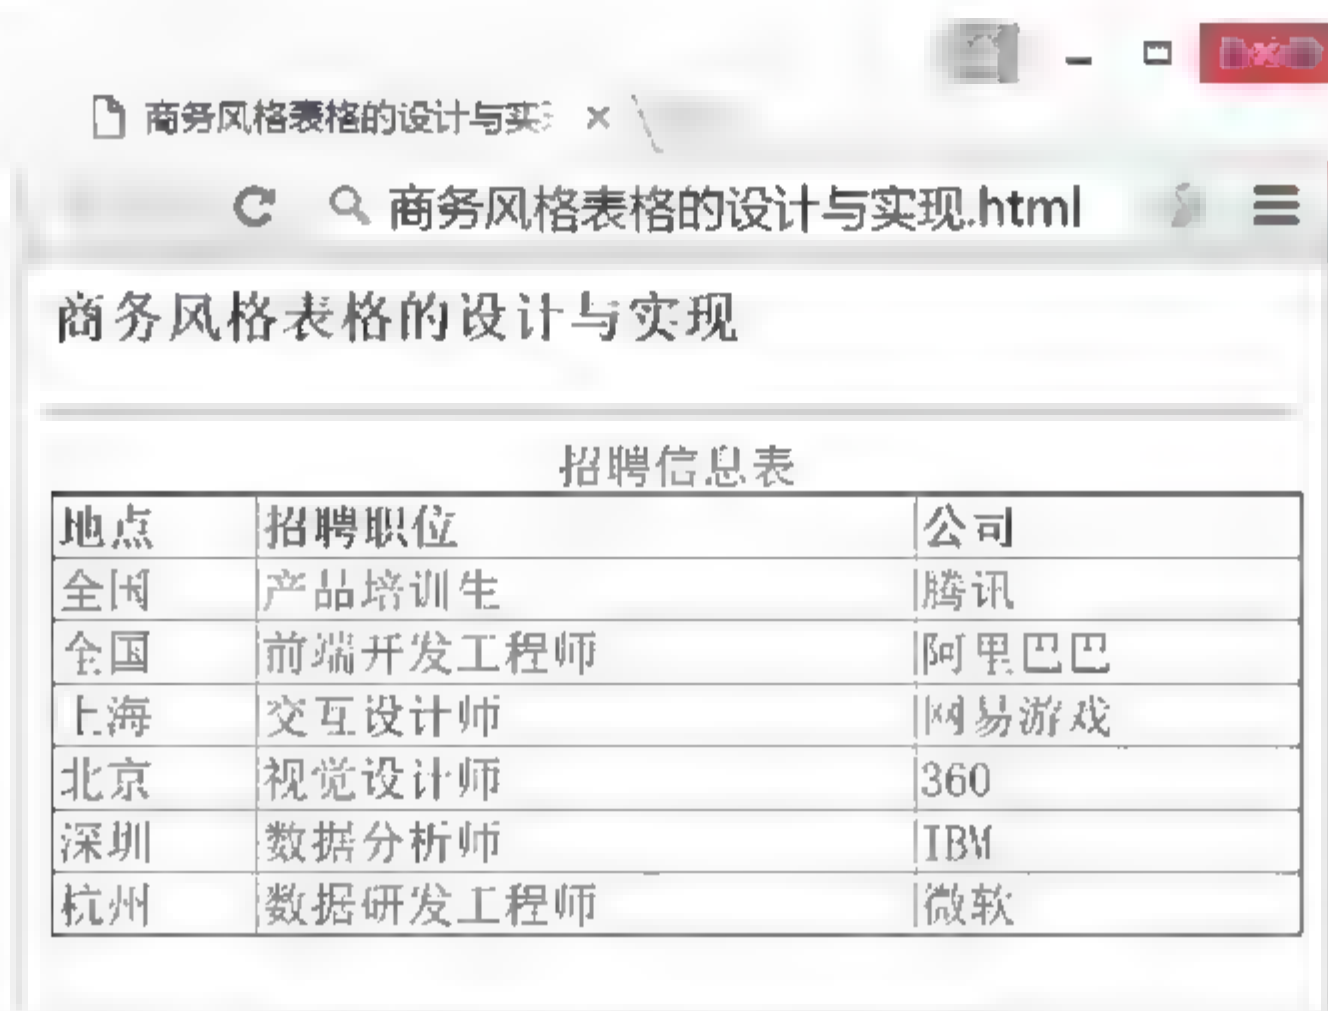 商务风格表格的设计与实
商务风格表格的设计与实现.html
商务风格表格的设计与实现
招聘信息表
地点 招聘职位 公司
全国 产品培训生 腾讯
全国 前端开发工程师 阿里巴巴
上海 交互设计师 网易游戏
北京 视觉设计师 360
深圳 数据分析师 IBM
杭州 数据研发工程师 微软